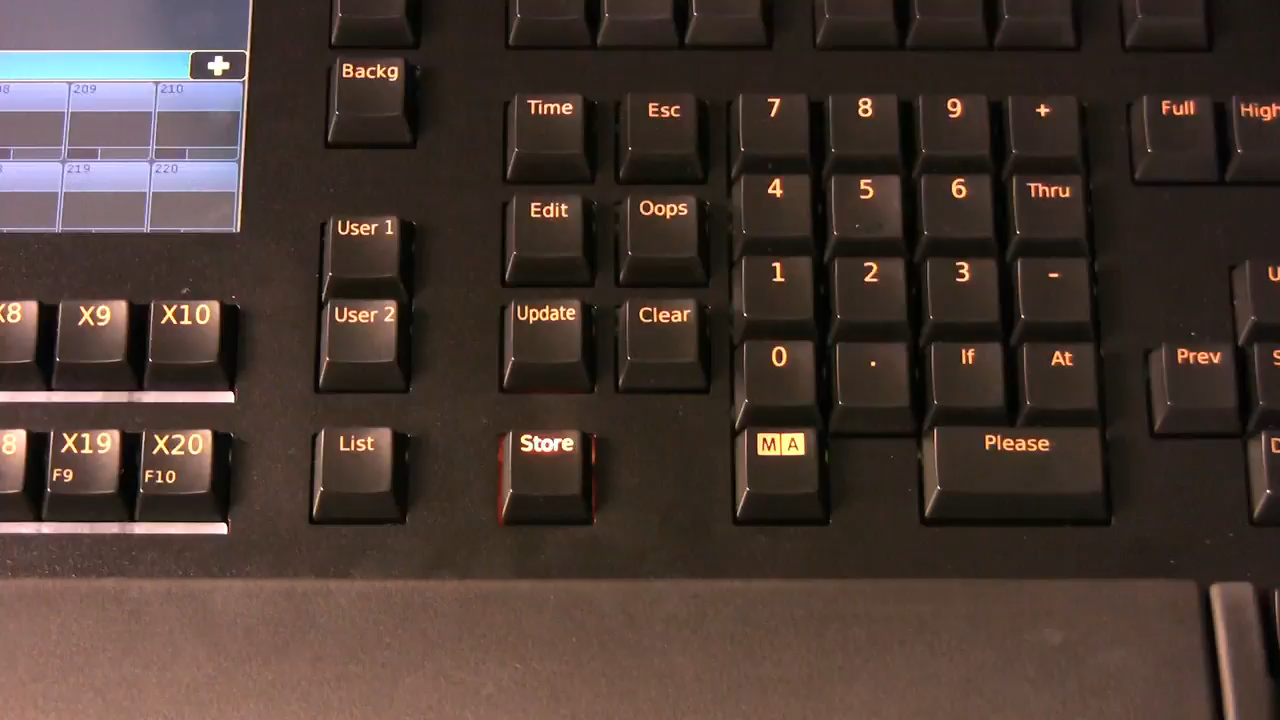 Backg
209
210
219
220
Time
Esc
7
8
9
+
Full
High
Edit
Oops
4
5
6
Thru
User 1
User 2
Update
Clear
1
2
3
-
0
.
If
At
Prev
X8
X9
X10
X19
F9
X20
F10
List
Store
MA
Please